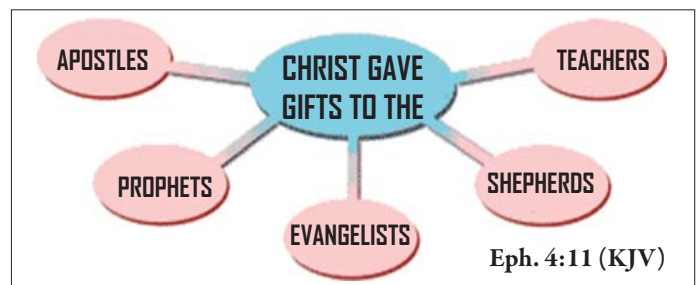 APOSTLES
CHRIST GAVE
GIFTS TO THE
TEACHERS
PROPHETS
EVANGELISTS
SHEPHERDS
Eph. 4:11 (KJV)